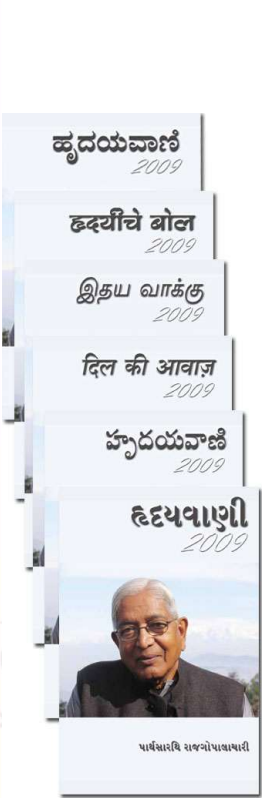 ಹೃದಯವಾಣಿ
2009
हृदयीचे बोल
2009
இதய வாக்கு
2009
दिल की आवाज़
2009
హృదయవాణి
2009
હૃદયવાણી
2009
પાર્થસારથિ રાજગોપાલાચારી